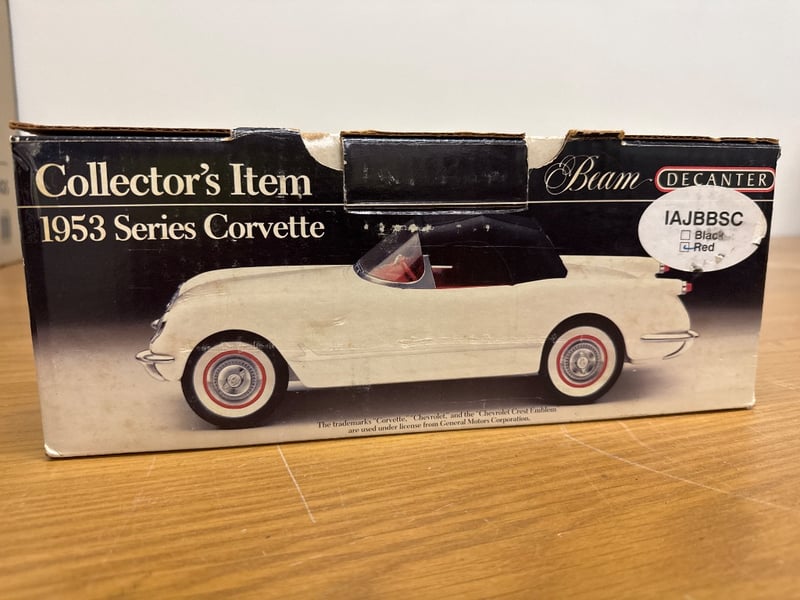 Collector's Item
1953 Series Corvette
Beam DECANTER
IAJBBSC
Black
Red
The trademarks "Corvette," "Chevrolet," and the "Chevrolet Crest Emblem
are used under license from General Motors Corporation.